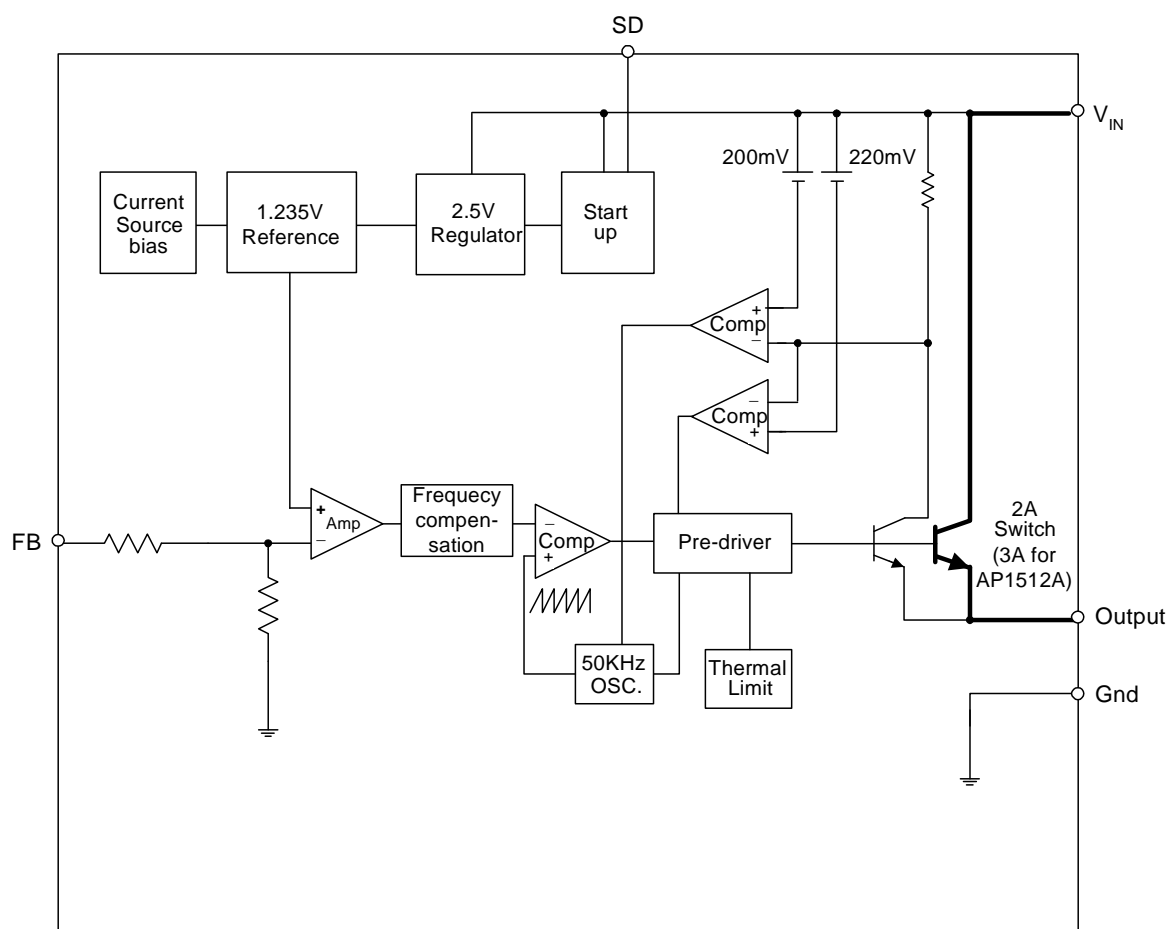 SD
V_IN
200mV
220mV
Current
Source
bias
1.235V
Reference
2.5V
Regulator
Start
up
+
Comp
−
−
Comp
+
FB
+
Amp
−
Frequecy
compen-
sation
−
Comp
+
Pre-driver
2A
Switch
(3A for
AP1512A)
Output
50KHz
OSC.
Thermal
Limit
Gnd